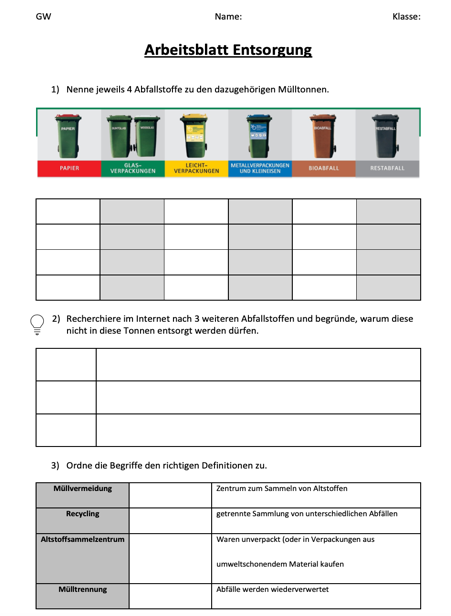 GW Name: Klasse:
Arbeitsblatt Entsorgung
1) Nenne jeweils 4 Abfallstoffe zu den dazugehörigen Mülltonnen.
PAPIER RESTABFALL
PAPIER GLAS-VERPACKUNGEN LEICHT-VERPACKUNGEN METALLVERPACKUNGEN UND KLEINEISEN BIOABFALL RESTABFALL
2) Recherchiere im Internet nach 3 weiteren Abfallstoffen und begründe, warum diese
nicht in diese Tonnen entsorgt werden dürfen.
3) Ordne die Begriffe den richtigen Definitionen zu.
Müllvermeidung Zentrum zum Sammeln von Altstoffen
Recycling getrennte Sammlung von unterschiedlichen Abfällen
Altstoffsammelzentrum Waren unverpackt (oder in Verpackungen aus
umweltschonendem Material kaufen
Mülltrennung Abfälle werden wiederverwertet